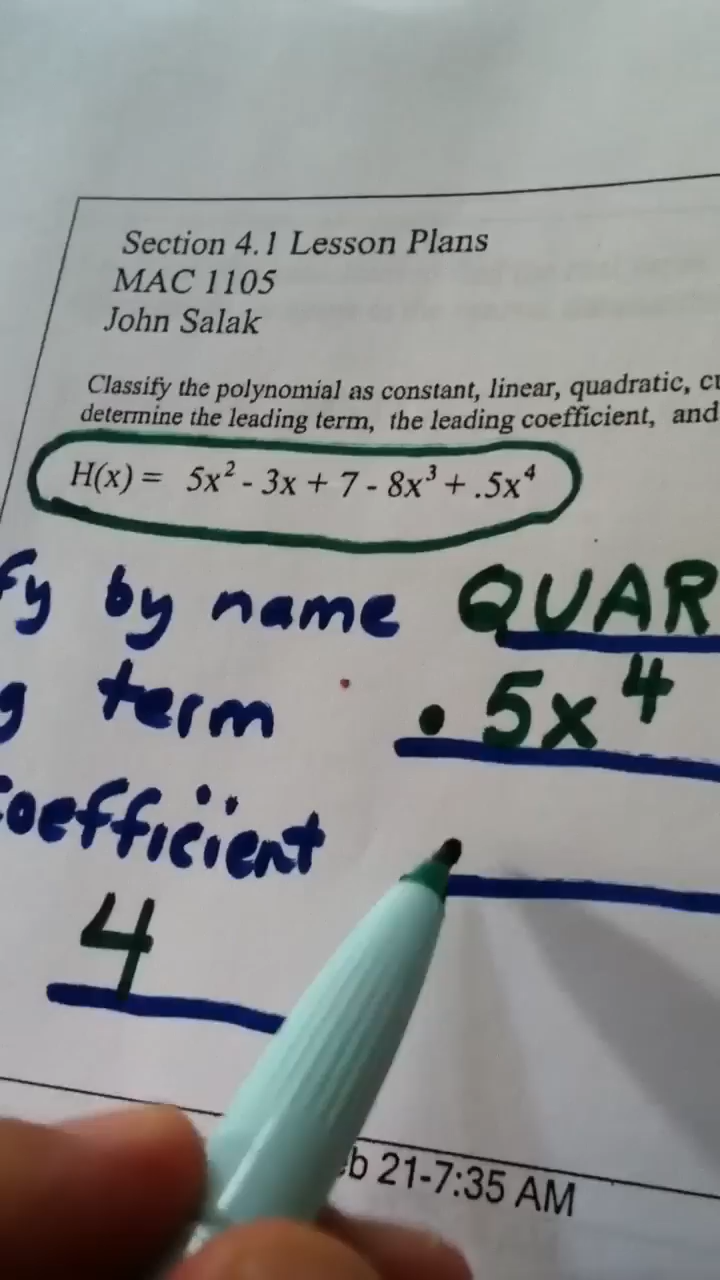 Section 4.1 Lesson Plans
MAC 1105
John Salak
Classify the polynomial as constant, linear, quadratic,
determine the leading term, the leading coefficient, and
H(x) = 5x² - 3x + 7 - 8x³ + .5x⁴
fy by name QUAR
g term .5x⁴
coefficient
4
b 21-7:35 AM